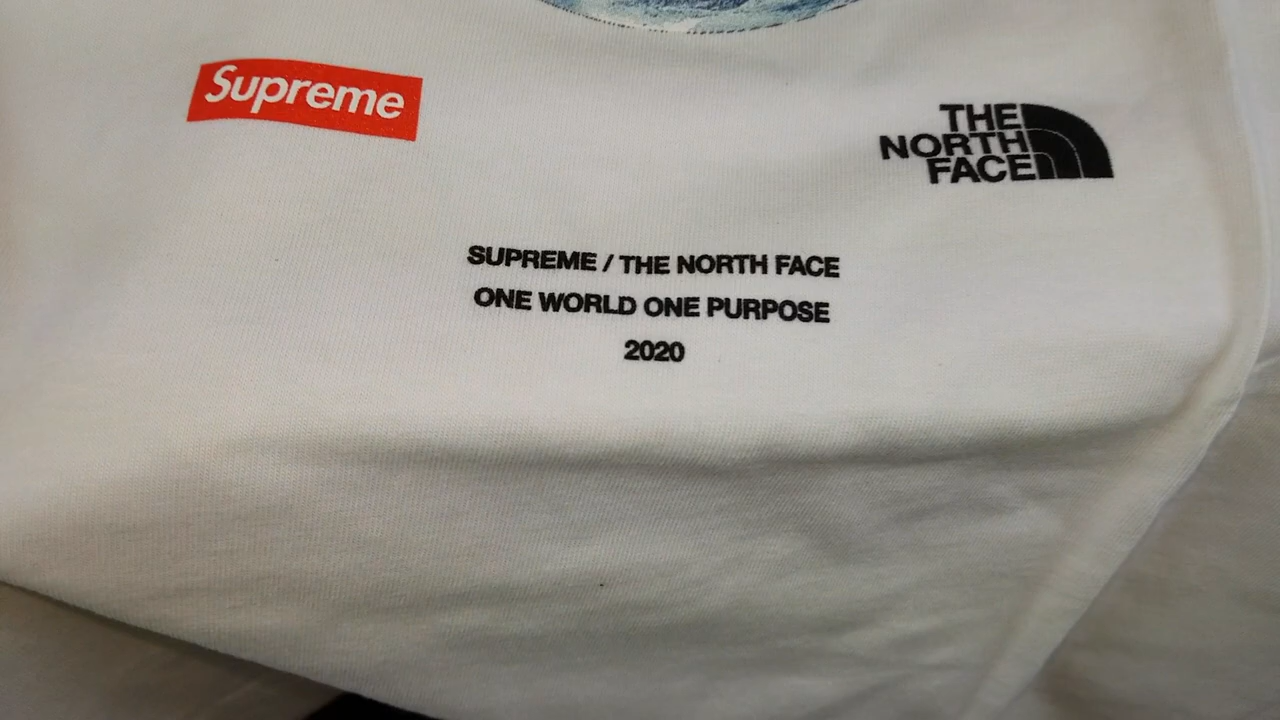 Supreme
THE
NORTH
FACE
SUPREME / THE NORTH FACE
ONE WORLD ONE PURPOSE
2020